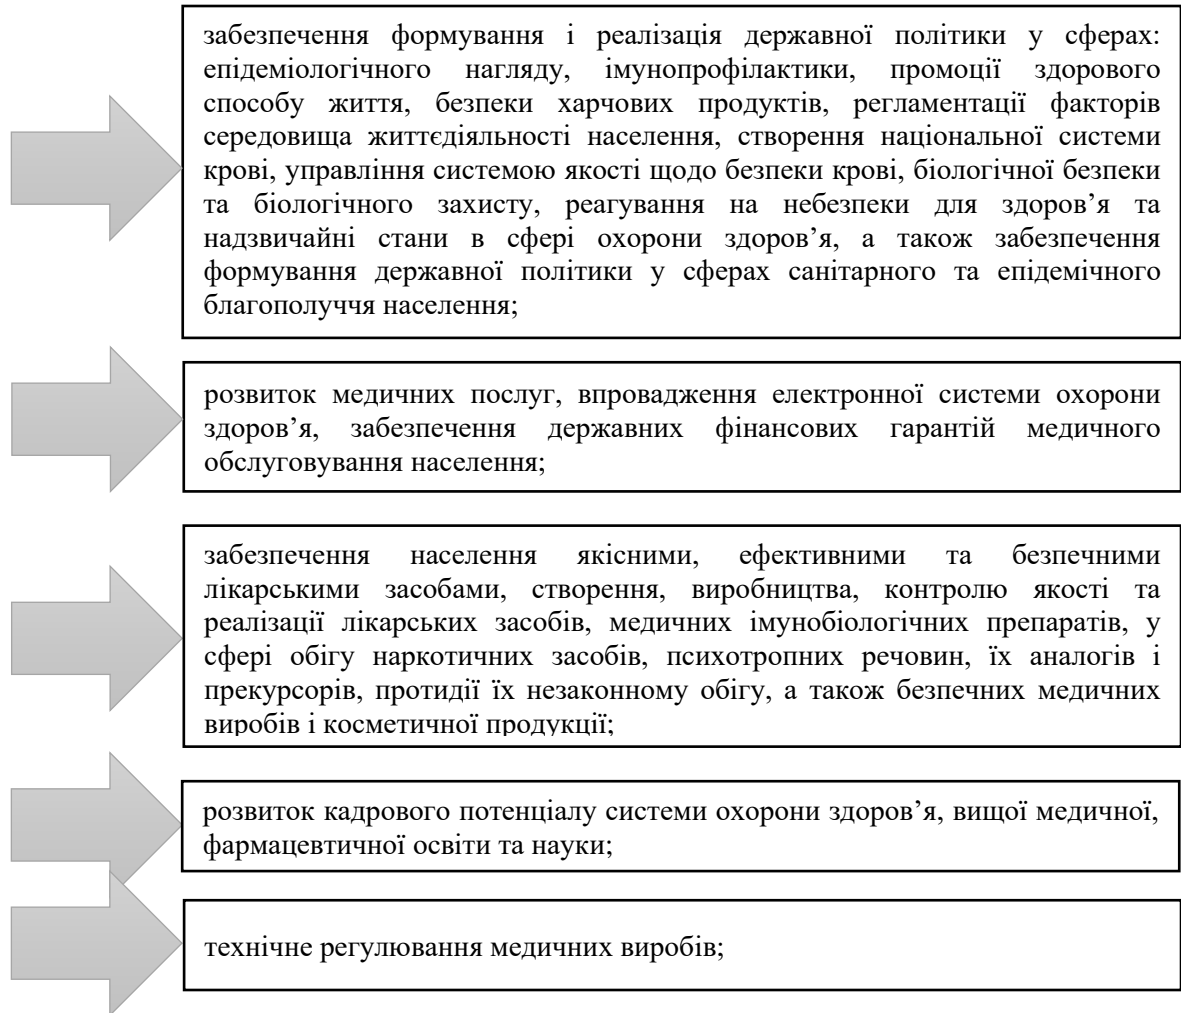 забезпечення формування і реалізація державної політики у сферах:
епідеміологічного нагляду, імунопрофілактики, промоції здорового
способу життя, безпеки харчових продуктів, регламентації факторів
середовища життєдіяльності населення, створення національної системи
крові, управління системою якості щодо безпеки крові, біологічної безпеки
та біологічного захисту, реагування на небезпеки для здоров’я та
надзвичайні стани в сфері охорони здоров’я, а також забезпечення
формування державної політики у сферах санітарного та епідемічного
благополуччя населення;
розвиток медичних послуг, впровадження електронної системи охорони
здоров’я, забезпечення державних фінансових гарантій медичного
обслуговування населення;
забезпечення населення якісними, ефективними та безпечними
лікарськими засобами, створення, виробництва, контролю якості та
реалізації лікарських засобів, медичних імунобіологічних препаратів, у
сфері обігу наркотичних засобів, психотропних речовин, їх аналогів і
прекурсорів, протидії їх незаконному обігу, а також безпечних медичних
виробів і косметичної продукції;
розвиток кадрового потенціалу системи охорони здоров’я, вищої медичної,
фармацевтичної освіти та науки;
технічне регулювання медичних виробів;